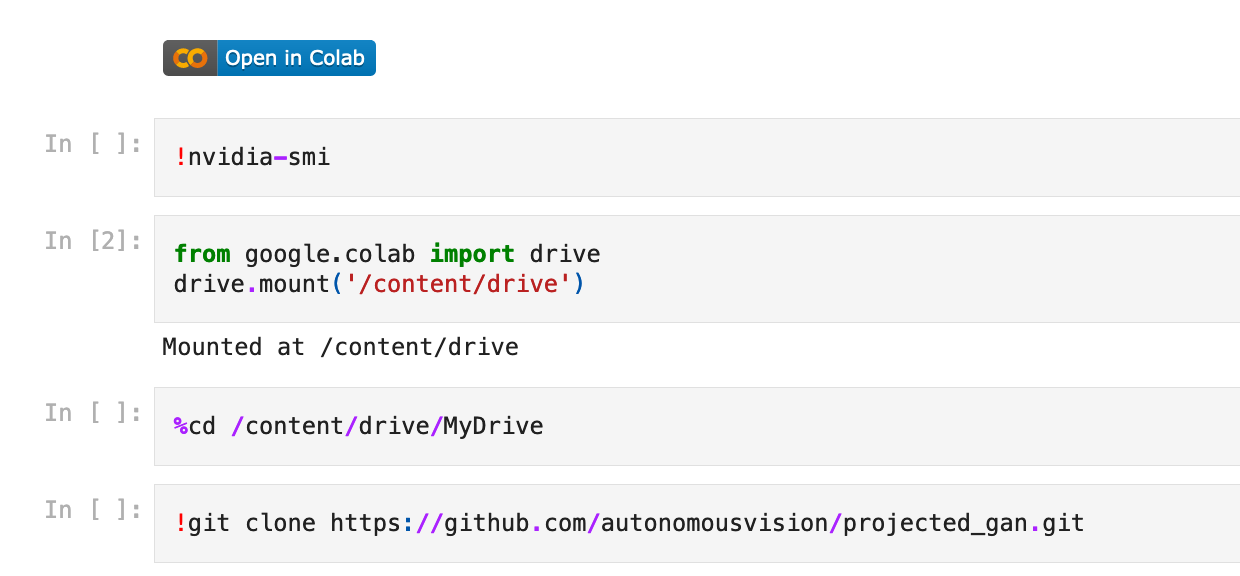 Open in Colab
In [ ]:
!nvidia-smi
In [2]:
from google.colab import drive
drive.mount('/content/drive')
Mounted at /content/drive
In [ ]:
%cd /content/drive/MyDrive
In [ ]:
!git clone https://github.com/autonomousvision/projected_gan.git